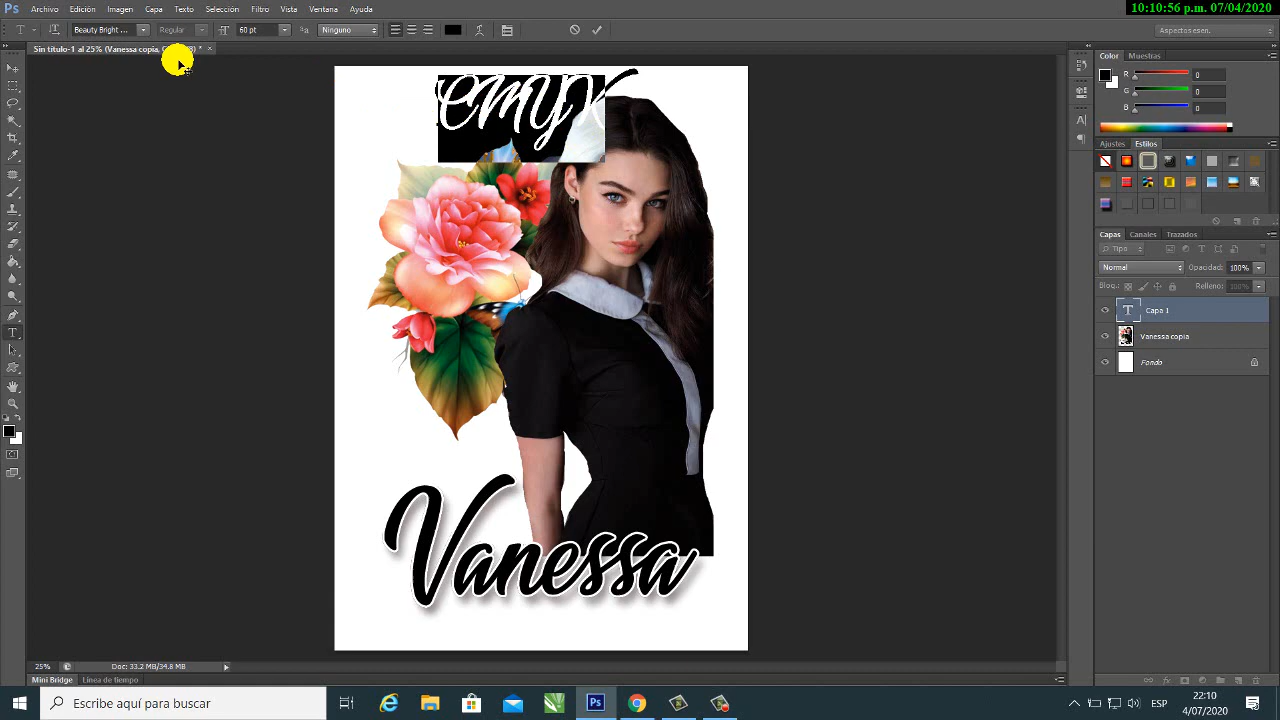 10:10:56 p.m. 07/04/2020
Ps Archivo Edición Imagen Capa Texto Selección Filtro Vista Ventana Ayuda
T Beauty Bright ... Regular 60 pt Ninguno Aspectos esen.
Sin título-1 al 25% (Vanessa copia, *
CMYK
Vanessa
Color Muestras
R 0
G 0
B 0
Ajustes Estilos
Capas Canales Trazados
Tipo
Normal Opacidad: 100%
Bloq.: Relleno: 100%
T Capa 1
Vanessa copia
Fondo
25% Doc: 33.2 MB/34.8 MB
Mini Bridge Línea de tiempo
Escribe aquí para buscar
Ps
ESP
22:10
4/07/2020